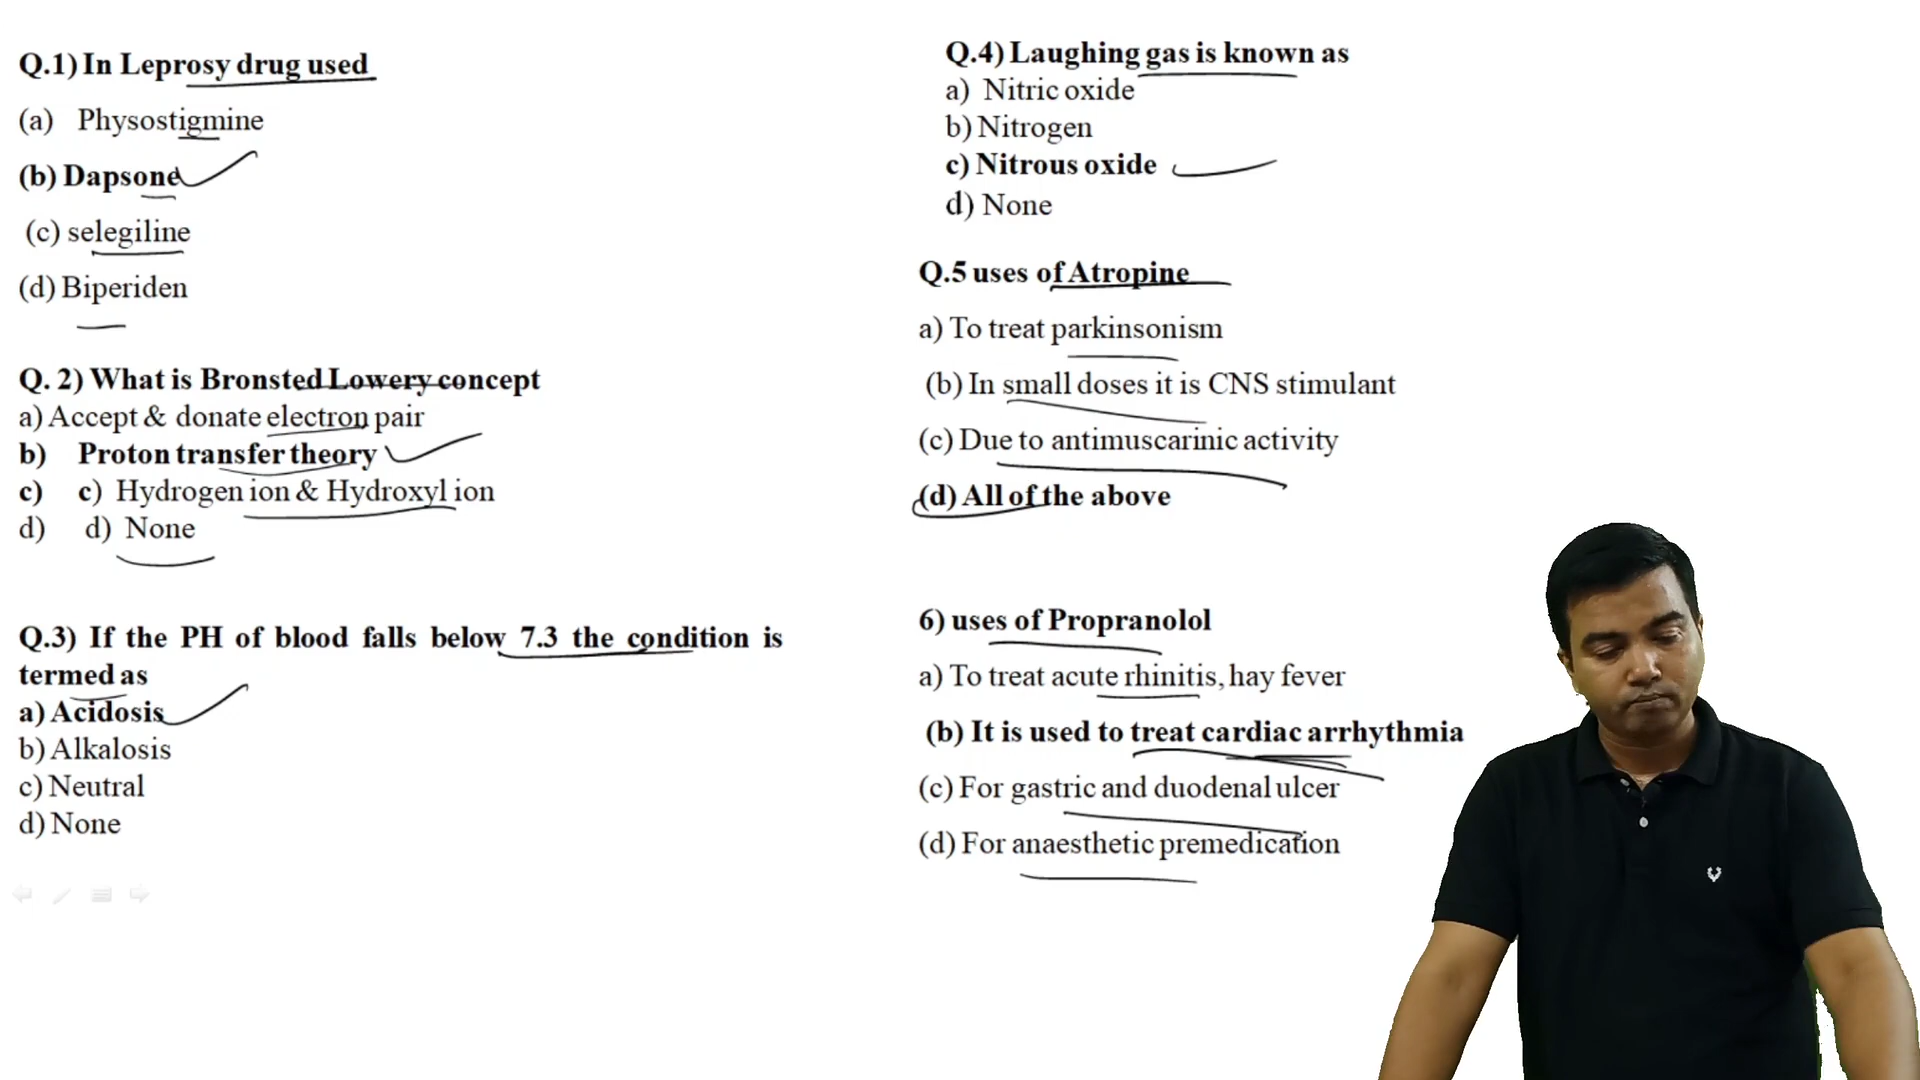 Q.1) In Leprosy drug used
(a) Physostigmine
(b) Dapsone
(c) selegiline
(d) Biperiden
Q. 2) What is Bronsted Lowery concept
a) Accept & donate electron pair
b) Proton transfer theory
c) c) Hydrogen ion & Hydroxyl ion
d) d) None
Q.3) If the PH of blood falls below 7.3 the condition is
termed as
a) Acidosis
b) Alkalosis
c) Neutral
d) None
Q.4) Laughing gas is known as
a) Nitric oxide
b) Nitrogen
c) Nitrous oxide
d) None
Q.5 uses of Atropine
a) To treat parkinsonism
(b) In small doses it is CNS stimulant
(c) Due to antimuscarinic activity
(d) All of the above
6) uses of Propranolol
a) To treat acute rhinitis, hay fever
(b) It is used to treat cardiac arrhythmia
(c) For gastric and duodenal ulcer
(d) For anaesthetic premedication